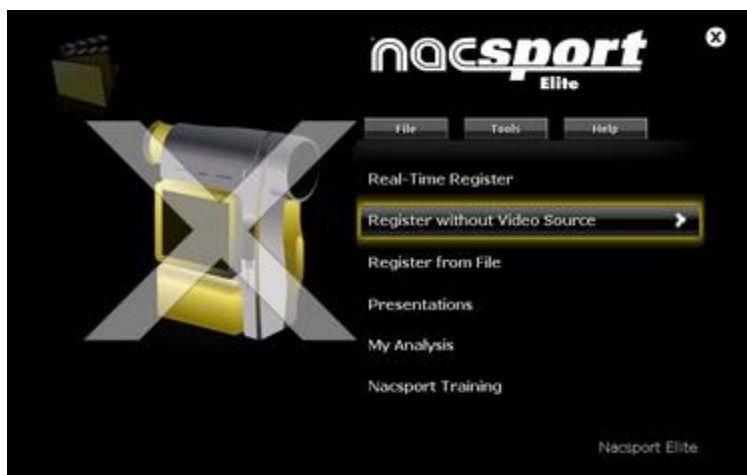 nacsport
Elite
File Tools Help
Real-Time Register
Register without Video Source
Register from File
Presentations
My Analysis
Nacsport Training
Nacsport Elite